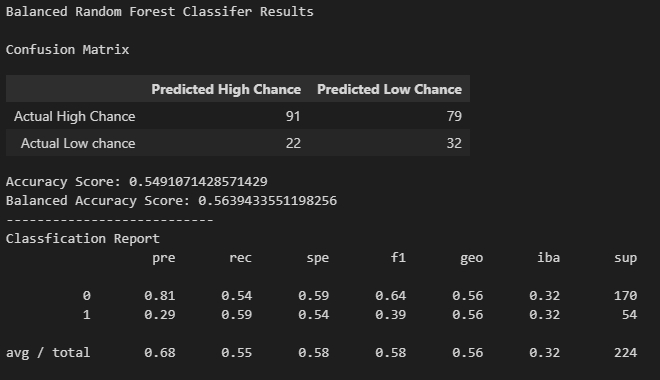 Balanced Random Forest Classifer Results
Confusion Matrix
Predicted High Chance Predicted Low Chance
Actual High Chance 91 79
Actual Low chance 22 32
Accuracy Score: 0.5491071428571429
Balanced Accuracy Score: 0.5639433551198256
---------------------------
Classfication Report
pre rec spe f1 geo iba sup
0 0.81 0.54 0.59 0.64 0.56 0.32 170
1 0.29 0.59 0.54 0.39 0.56 0.32 54
avg / total 0.68 0.55 0.58 0.58 0.56 0.32 224